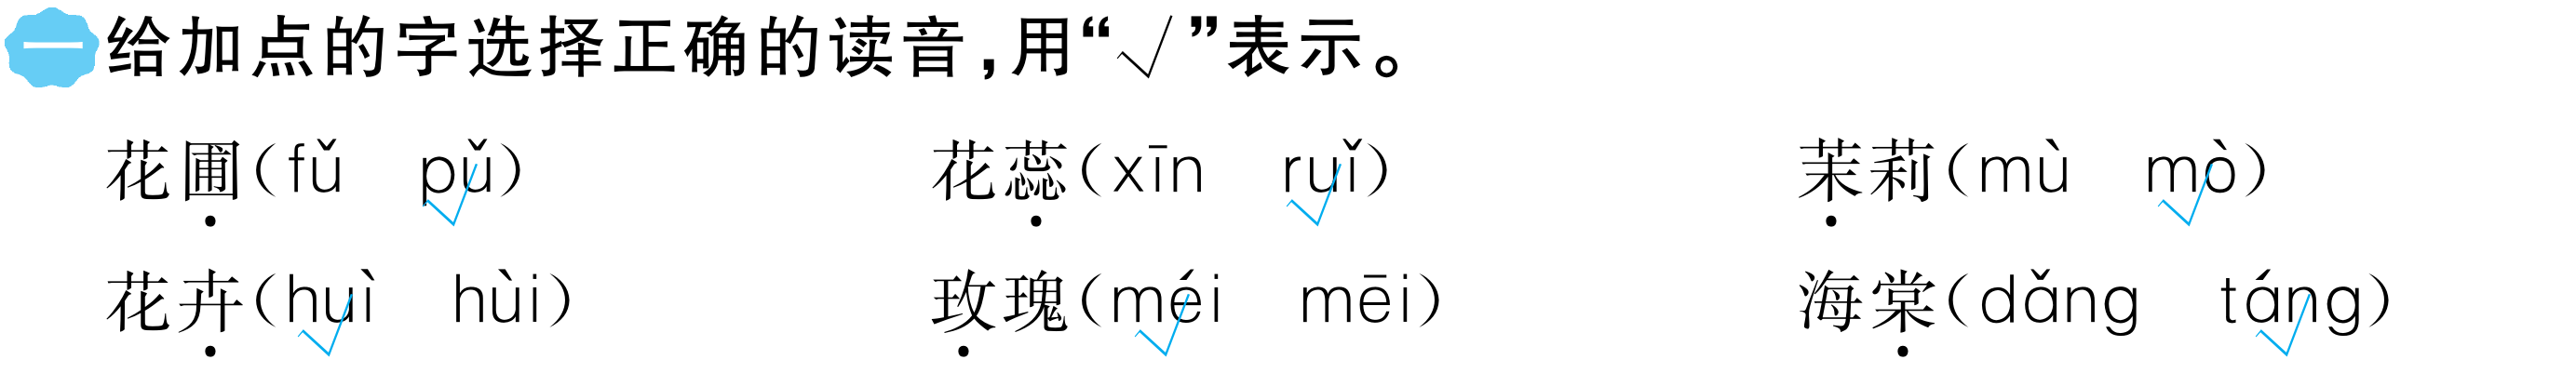 一 给加点的字选择正确的读音,用“√”表示。
花圃(fǔ pǔ√) 花蕊(xīn ruǐ√) 茉莉(mù mò√)
花卉(huì√ hùi) 玫瑰(méi√ mēi) 海棠(dǎng táng√)